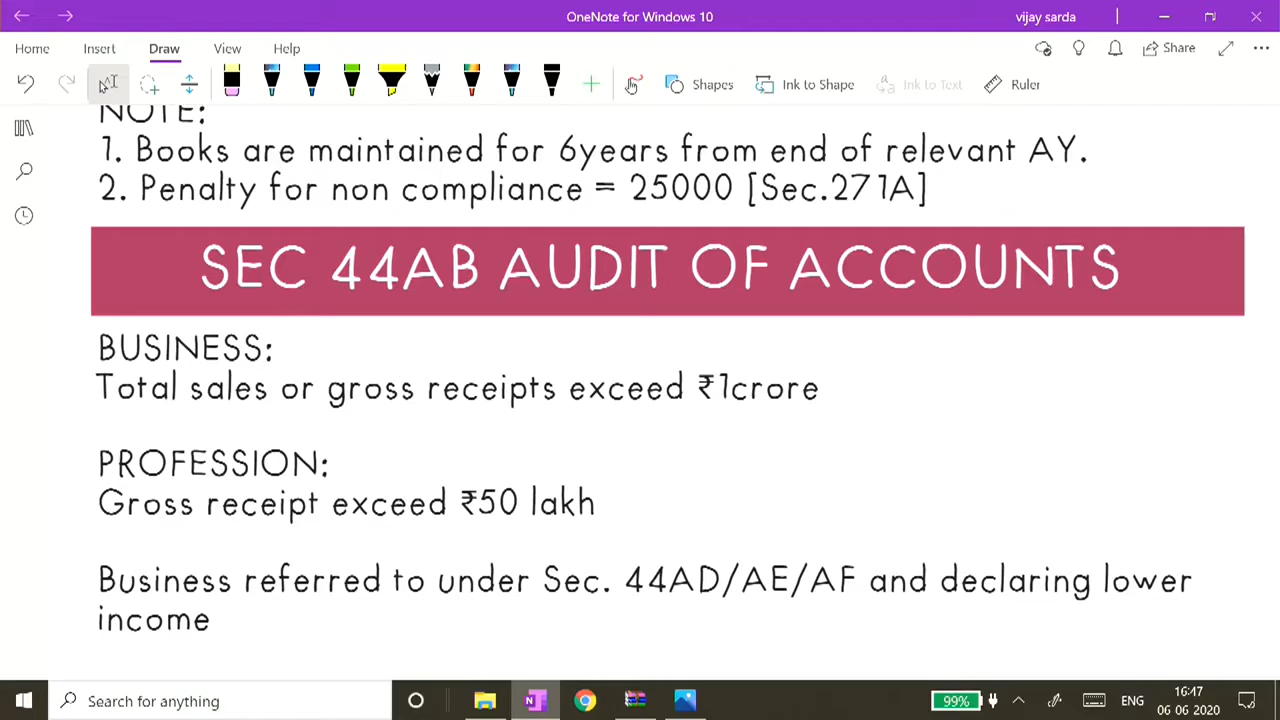 OneNote for Windows 10
vijay sarda
Home Insert Draw View Help
Share
Shapes Ink to Shape Ink to Text Ruler
NOTE:
1. Books are maintained for 6years from end of relevant AY.
2. Penalty for non compliance = 25000 [Sec.271A]
SEC 44AB AUDIT OF ACCOUNTS
BUSINESS:
Total sales or gross receipts exceed ₹1crore
PROFESSION:
Gross receipt exceed ₹50 lakh
Business referred to under Sec. 44AD/AE/AF and declaring lower
income
Search for anything
99%
ENG
16:47
06-06-2020